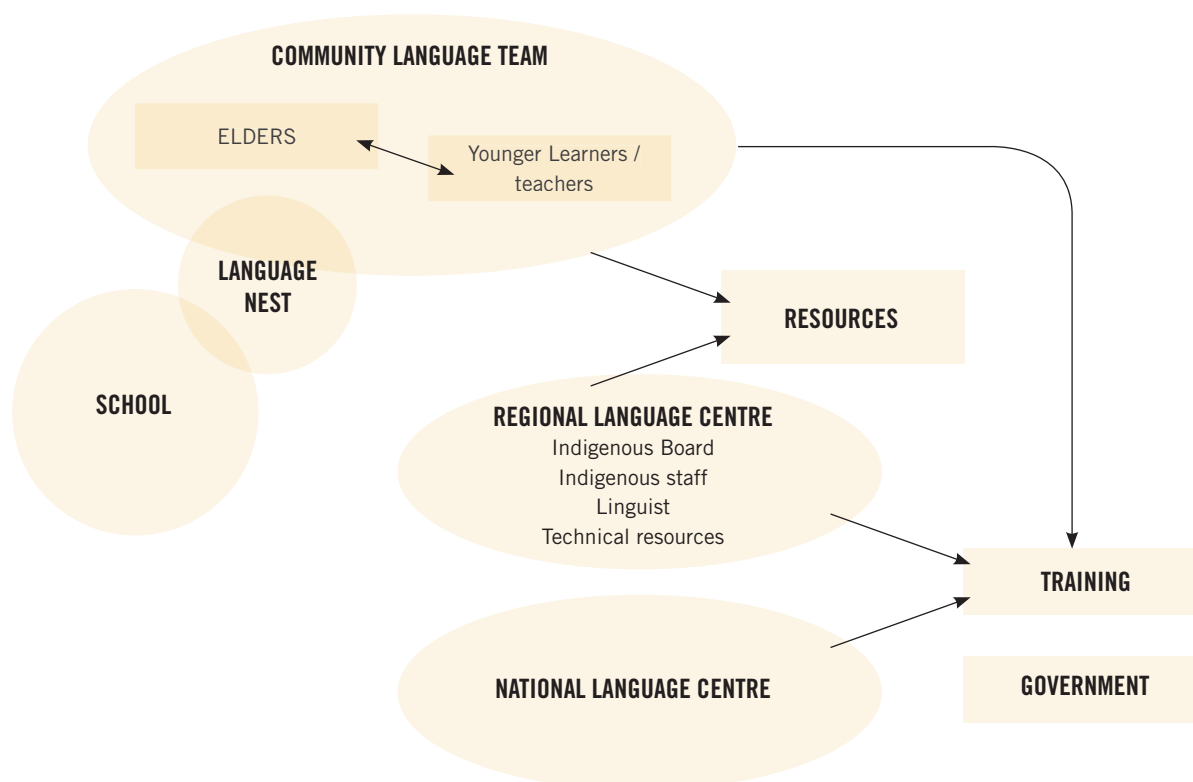 COMMUNITY LANGUAGE TEAM
ELDERS
Younger Learners /
teachers
LANGUAGE
NEST
RESOURCES
SCHOOL
REGIONAL LANGUAGE CENTRE
Indigenous Board
Indigenous staff
Linguist
Technical resources
TRAINING
NATIONAL LANGUAGE CENTRE
GOVERNMENT